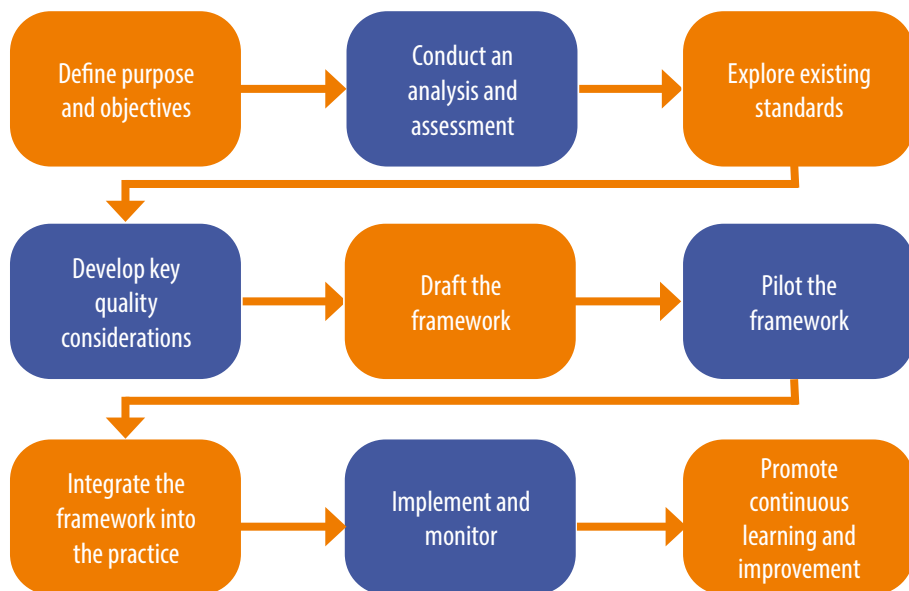 Define purpose
and objectives
Conduct an
analysis and
assessment
Explore existing
standards
Develop key
quality
considerations
Draft the
framework
Pilot the
framework
Integrate the
framework into
the practice
Implement and
monitor
Promote
continuous
learning and
improvement